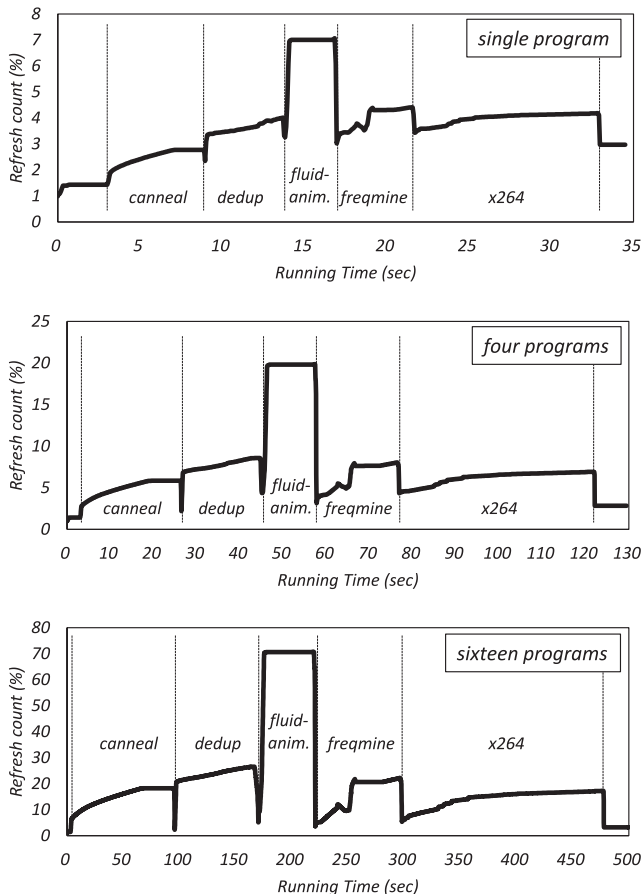 8
7
6
5
4
3
2
1
0
Refresh count (%)
single program
canneal
dedup
fluid-
anim.
freqmine
x264
0 5 10 15 20 25 30 35
Running Time (sec)
25
20
15
10
5
0
Refresh count (%)
four programs
canneal
dedup
fluid-
anim.
freqmine
x264
0 10 20 30 40 50 60 70 80 90 100 110 120 130
Running Time (sec)
80
70
60
50
40
30
20
10
0
Refresh count (%)
sixteen programs
canneal
dedup
fluid-
anim.
freqmine
x264
0 50 100 150 200 250 300 350 400 450 500
Running Time (sec)